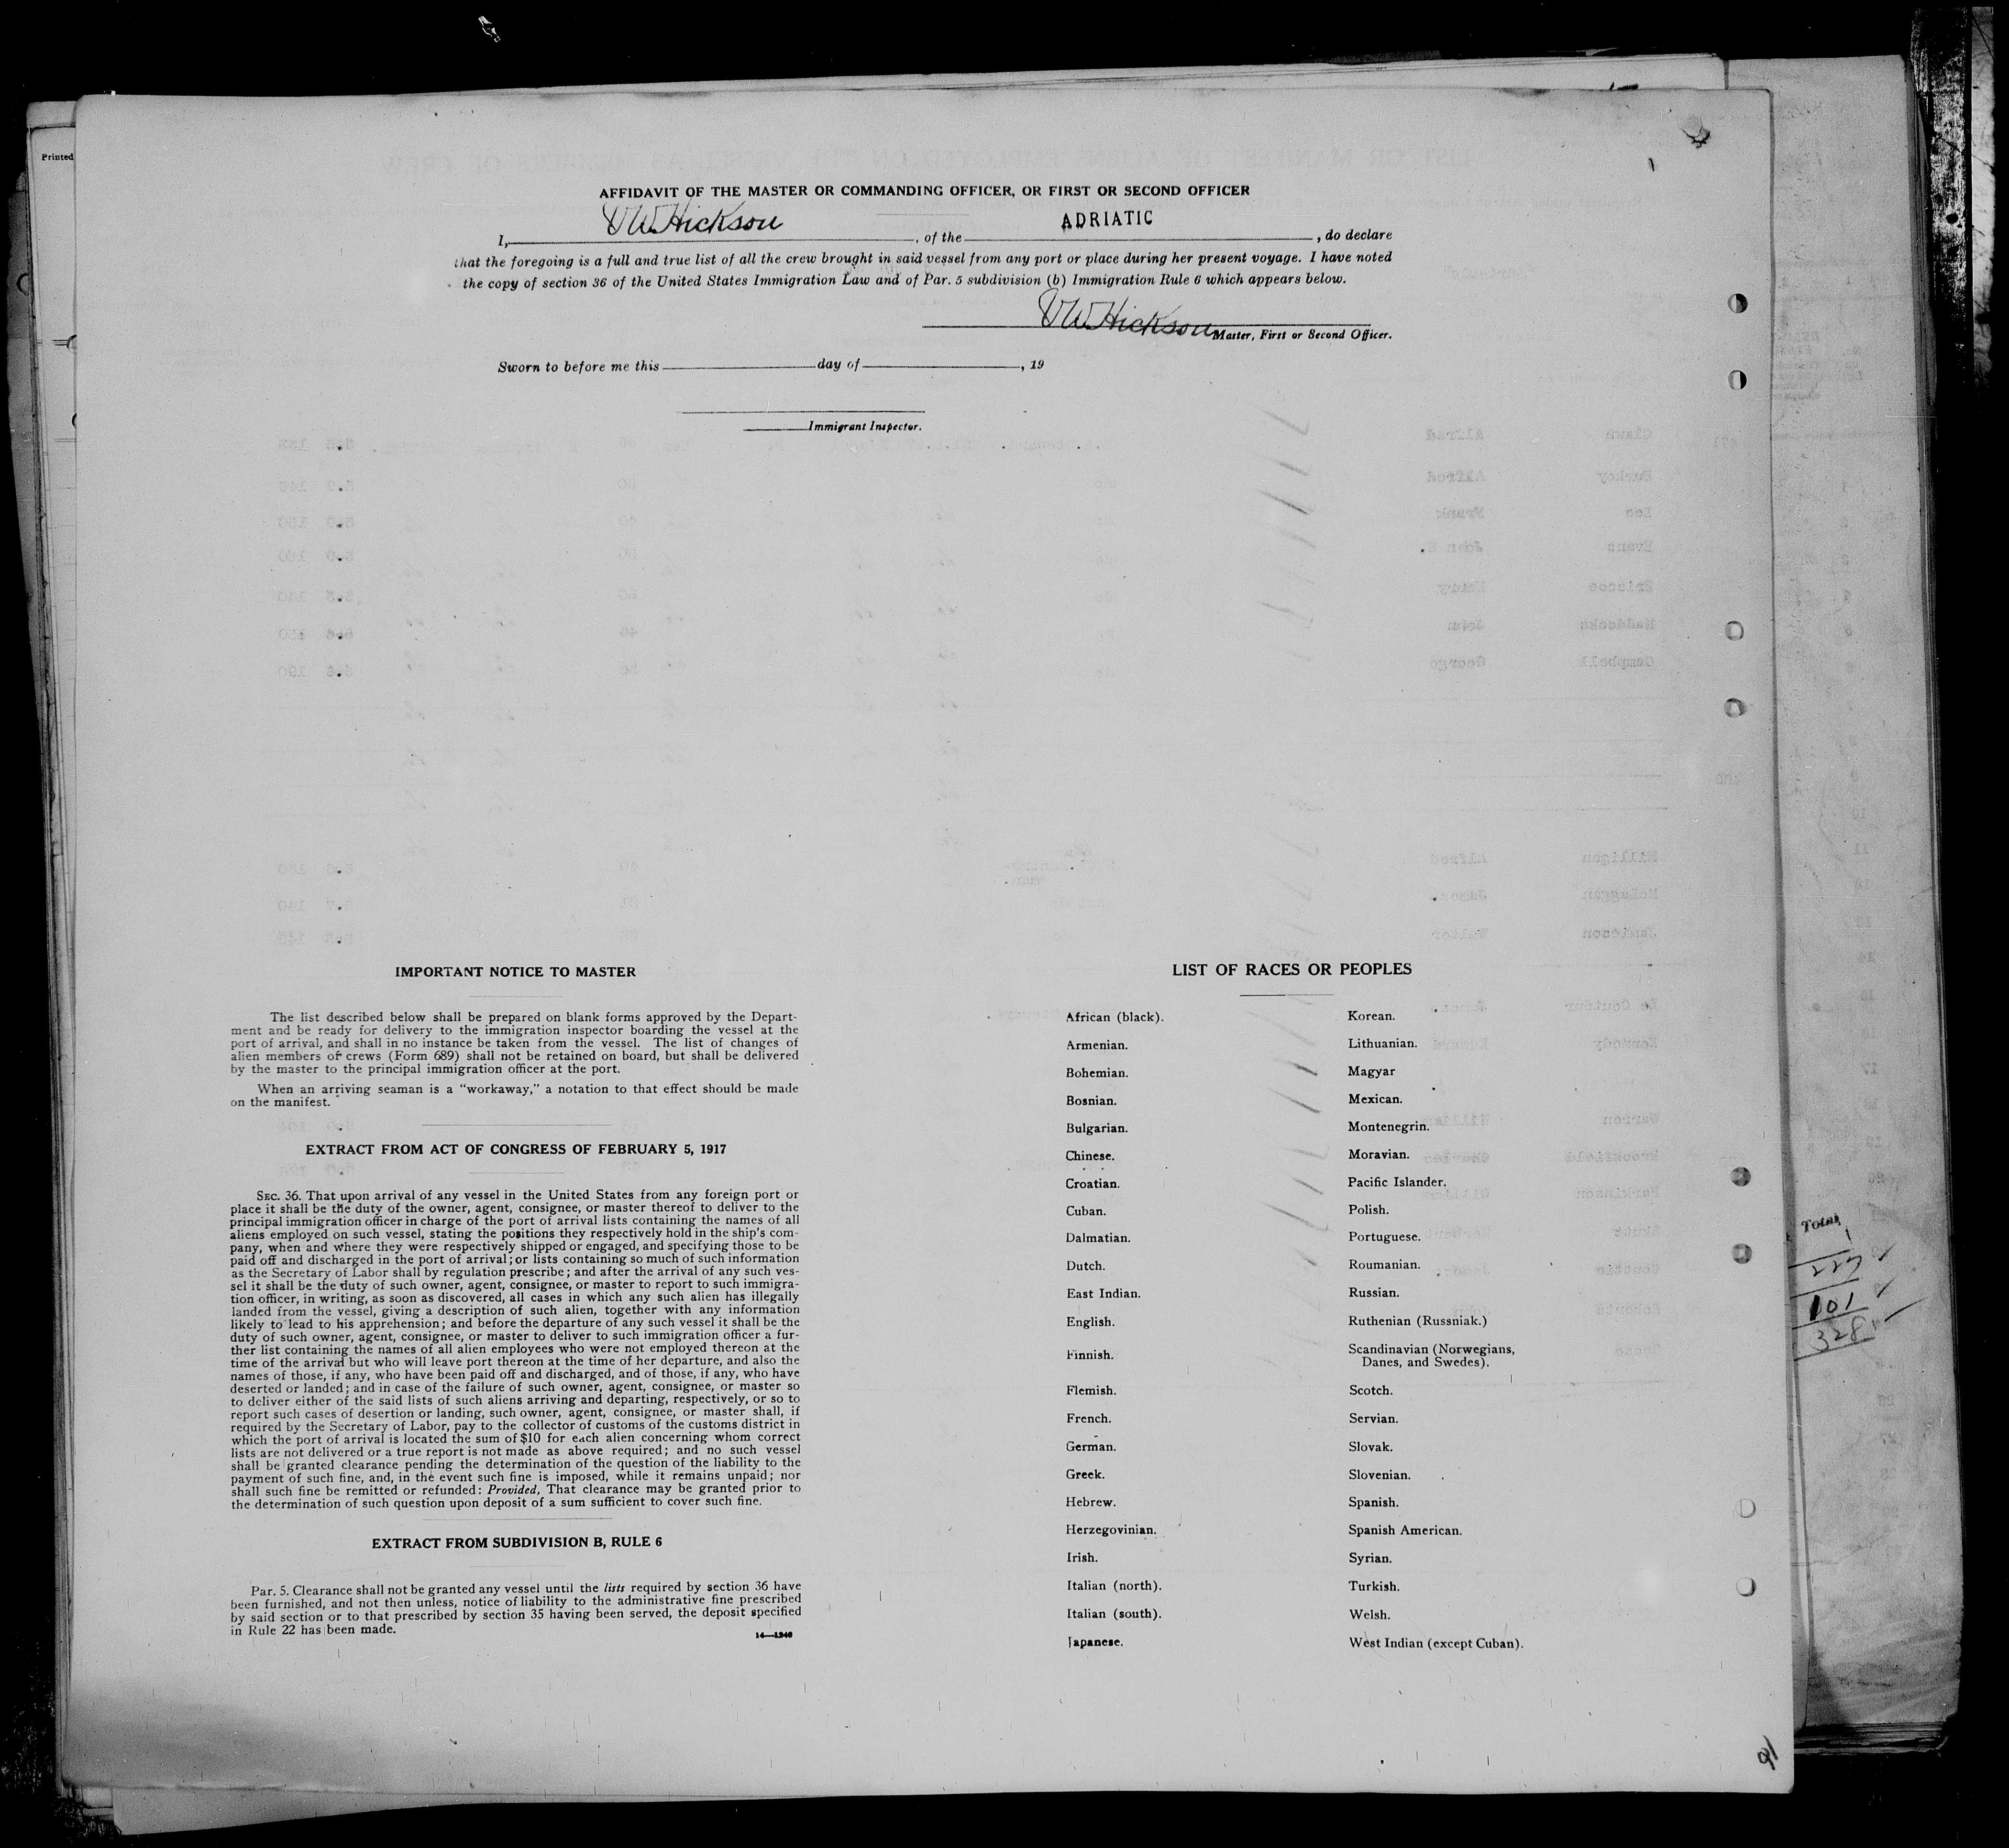 Printed
AFFIDAVIT OF THE MASTER OR COMMANDING OFFICER, OR FIRST OR SECOND OFFICER
I, VW Hickson, of the ADRIATIC, do declare
that the foregoing is a full and true list of all the crew brought in said vessel from any port or place during her present voyage. I have noted
the copy of section 36 of the United States Immigration Law and of Par. 5 subdivision (b) Immigration Rule 6 which appears below.
VW Hickson
Master, First or Second Officer.
Sworn to before me this day of , 19
Immigrant Inspector.
IMPORTANT NOTICE TO MASTER
The list described below shall be prepared on blank forms approved by the Depart-
ment and be ready for delivery to the immigration inspector boarding the vessel at the
port of arrival, and shall in no instance be taken from the vessel. The list of changes of
alien members of crews (Form 689) shall not be retained on board, but shall be delivered
by the master to the principal immigration officer at the port.
When an arriving seaman is a "workaway," a notation to that effect should be made
on the manifest.
EXTRACT FROM ACT OF CONGRESS OF FEBRUARY 5, 1917
SEC. 36. That upon arrival of any vessel in the United States from any foreign port or
place it shall be the duty of the owner, agent, consignee, or master thereof to deliver to the
principal immigration officer in charge of the port of arrival lists containing the names of all
aliens employed on such vessel, stating the positions they respectively hold in the ship's com-
pany, when and where they were respectively shipped or engaged, and specifying those to be
paid off and discharged in the port of arrival; or lists containing so much of such information
as the Secretary of Labor shall by regulation prescribe; and after the arrival of any such ves-
sel it shall be the duty of such owner, agent, consignee, or master to report to such immigra-
tion officer, in writing, as soon as discovered, all cases in which any such alien has illegally
landed from the vessel, giving a description of such alien, together with any information
likely to lead to his apprehension; and before the departure of any such vessel it shall be the
duty of such owner, agent, consignee, or master to deliver to such immigration officer a fur-
ther list containing the names of all alien employees who were not employed thereon at the
time of the arrival but who will leave port thereon at the time of her departure, and also the
names of those, if any, who have been paid off and discharged, and of those, if any, who have
deserted or landed; and in case of the failure of such owner, agent, consignee, or master so
to deliver either of the said lists of such aliens arriving and departing, respectively, or so to
report such cases of desertion or landing, such owner, agent, consignee, or master shall, if
required by the Secretary of Labor, pay to the collector of customs of the customs district in
which the port of arrival is located the sum of $10 for each alien concerning whom correct
lists are not delivered or a true report is not made as above required; and no such vessel
shall be granted clearance pending the determination of the question of the liability to the
payment of such fine, and, in the event such fine is imposed, while it remains unpaid; nor
shall such fine be remitted or refunded: Provided, That clearance may be granted prior to
the determination of such question upon deposit of a sum sufficient to cover such fine.
EXTRACT FROM SUBDIVISION B, RULE 6
Par. 5. Clearance shall not be granted any vessel until the lists required by section 36 have
been furnished, and not then unless, notice of liability to the administrative fine prescribed
by said section or to that prescribed by section 35 having been served, the deposit specified
in Rule 22 has been made.
14—1946
LIST OF RACES OR PEOPLES
African (black).
Armenian.
Bohemian.
Bosnian.
Bulgarian.
Chinese.
Croatian.
Cuban.
Dalmatian.
Dutch.
East Indian.
English.
Finnish.
Flemish.
French.
German.
Greek.
Hebrew.
Herzegovinian.
Irish.
Italian (north).
Italian (south).
Japanese.
Korean.
Lithuanian.
Magyar
Mexican.
Montenegrin.
Moravian.
Pacific Islander.
Polish.
Portuguese.
Roumanian.
Russian.
Ruthenian (Russniak.)
Scandinavian (Norwegians,
Danes, and Swedes).
Scotch.
Servian.
Slovak.
Slovenian.
Spanish.
Spanish American.
Syrian.
Turkish.
Welsh.
West Indian (except Cuban).
Total
227
101
328
91